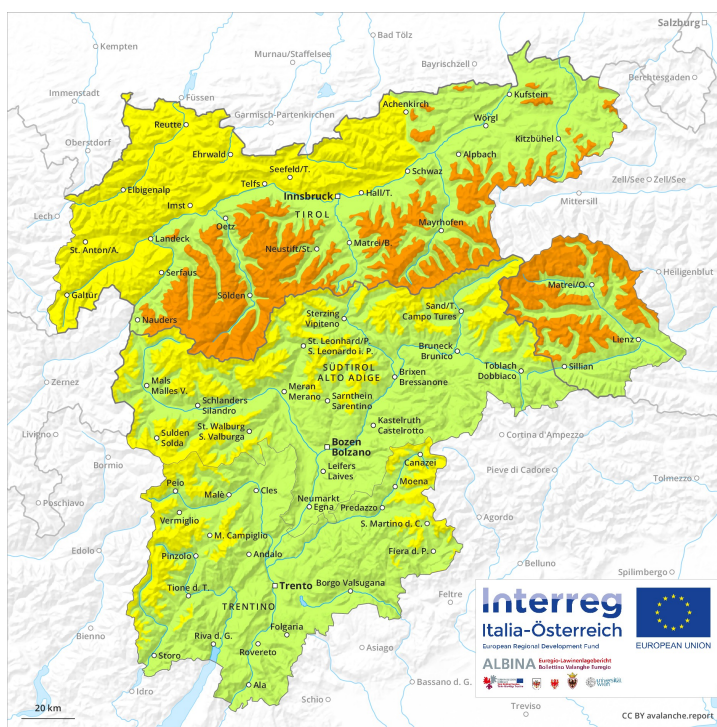 Salzburg
Bad Tölz
Kempten
Murnau/Staffelsee
Bayrischzell
Berchtesgaden
Immenstadt
Füssen
Kufstein
Achenkirch
Garmisch-Partenkirchen
Reutte
Wörgl
Oberstdorf
Kitzbühel
Ehrwald
Alpbach
Seefeld/T.
Schwaz
Telfs
Zell/See
Zell/See
Elbigenalp
Innsbruck
Hall/T.
Mittersill
Imst
TIROL
Lech
Oetz
Mayrhofen
Landeck
Matrei/B.
St. Anton/A.
Neustift/St.
Serfaus
Heiligenblut
Matrei/O.
Galtür
Sölden
Sand/T.
Campo Tures
Nauders
Sterzing
Vipiteno
Lienz
St. Leonhard/P.
S. Leonardo i. P.
Bruneck
Brunico
Toblach
Dobbiaco
Sillian
SÜDTIROL
ALTO ADIGE
Brixen
Bressanone
Zernez
Mals
Malles V.
Meran
Merano
Schlanders
Silandro
Sarnthein
Sarentino
St. Walburg
S. Valburga
Kastelruth
Castelrotto
Livigno
Sulden
Solda
Cortina d'Ampezzo
Bozen
Bolzano
Bormio
Canazei
Pieve di Cadore
Leifers
Laives
Tolmezzo
Peio
Moena
Malè
Cles
Neumarkt
Egna
Predazzo
Poschiavo
Vermiglio
Agordo
S. Martino d. C.
M. Campiglio
Edolo
Pinzolo
Andalo
Fiera d. P.
Belluno
Spilimbergo
Tione d. T.
Trento
Borgo Valsugana
Feltre
TRENTINO
Bienno
Folgaria
Riva d. G.
Rovereto
Asiago
Storo
Idro
Ala
Schio
Bassano d. G.
Treviso
Interreg
Italia-Österreich
European Regional Development Fund
EUROPEAN UNION
ALBINA
Euregio-Lawinenlagebericht
Bollettino Valanghe Euregio
20 km
CC BY avalanche.report